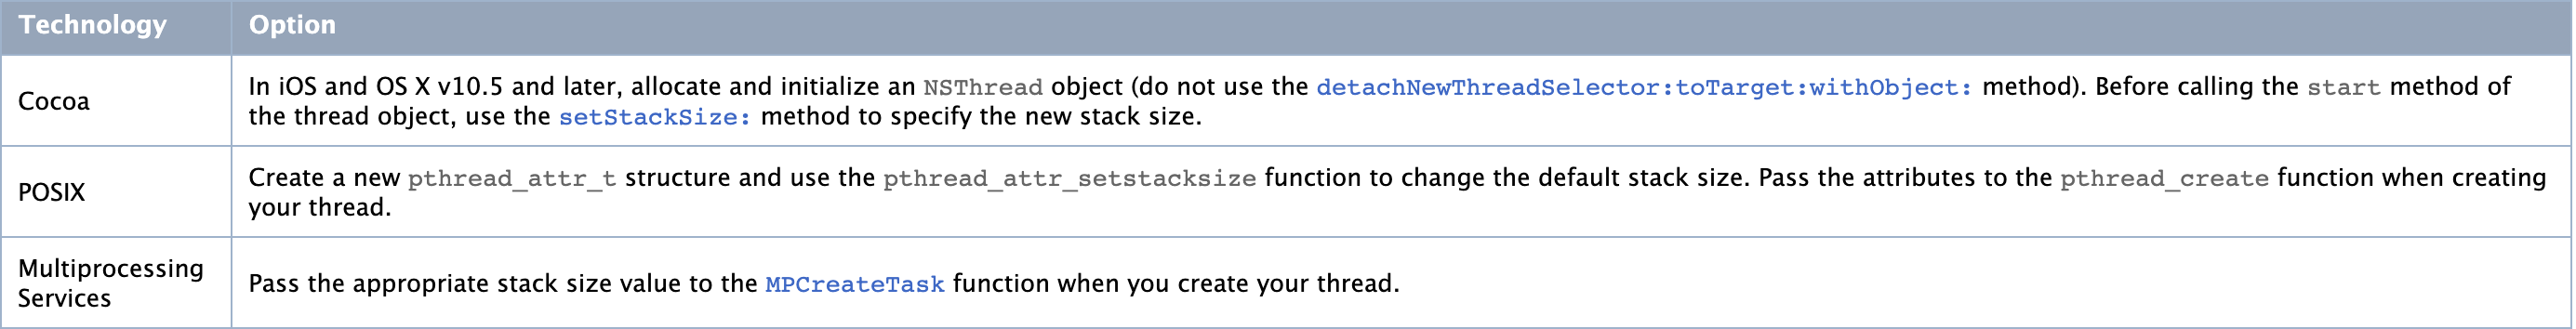 Technology Option
Cocoa
In iOS and OS X v10.5 and later, allocate and initialize an NSThread object (do not use the detachNewThreadSelector:toTarget:withObject: method). Before calling the start method of
the thread object, use the setStackSize: method to specify the new stack size.
POSIX
Create a new pthread_attr_t structure and use the pthread_attr_setstacksize function to change the default stack size. Pass the attributes to the pthread_create function when creating
your thread.
Multiprocessing
Services
Pass the appropriate stack size value to the MPCreateTask function when you create your thread.